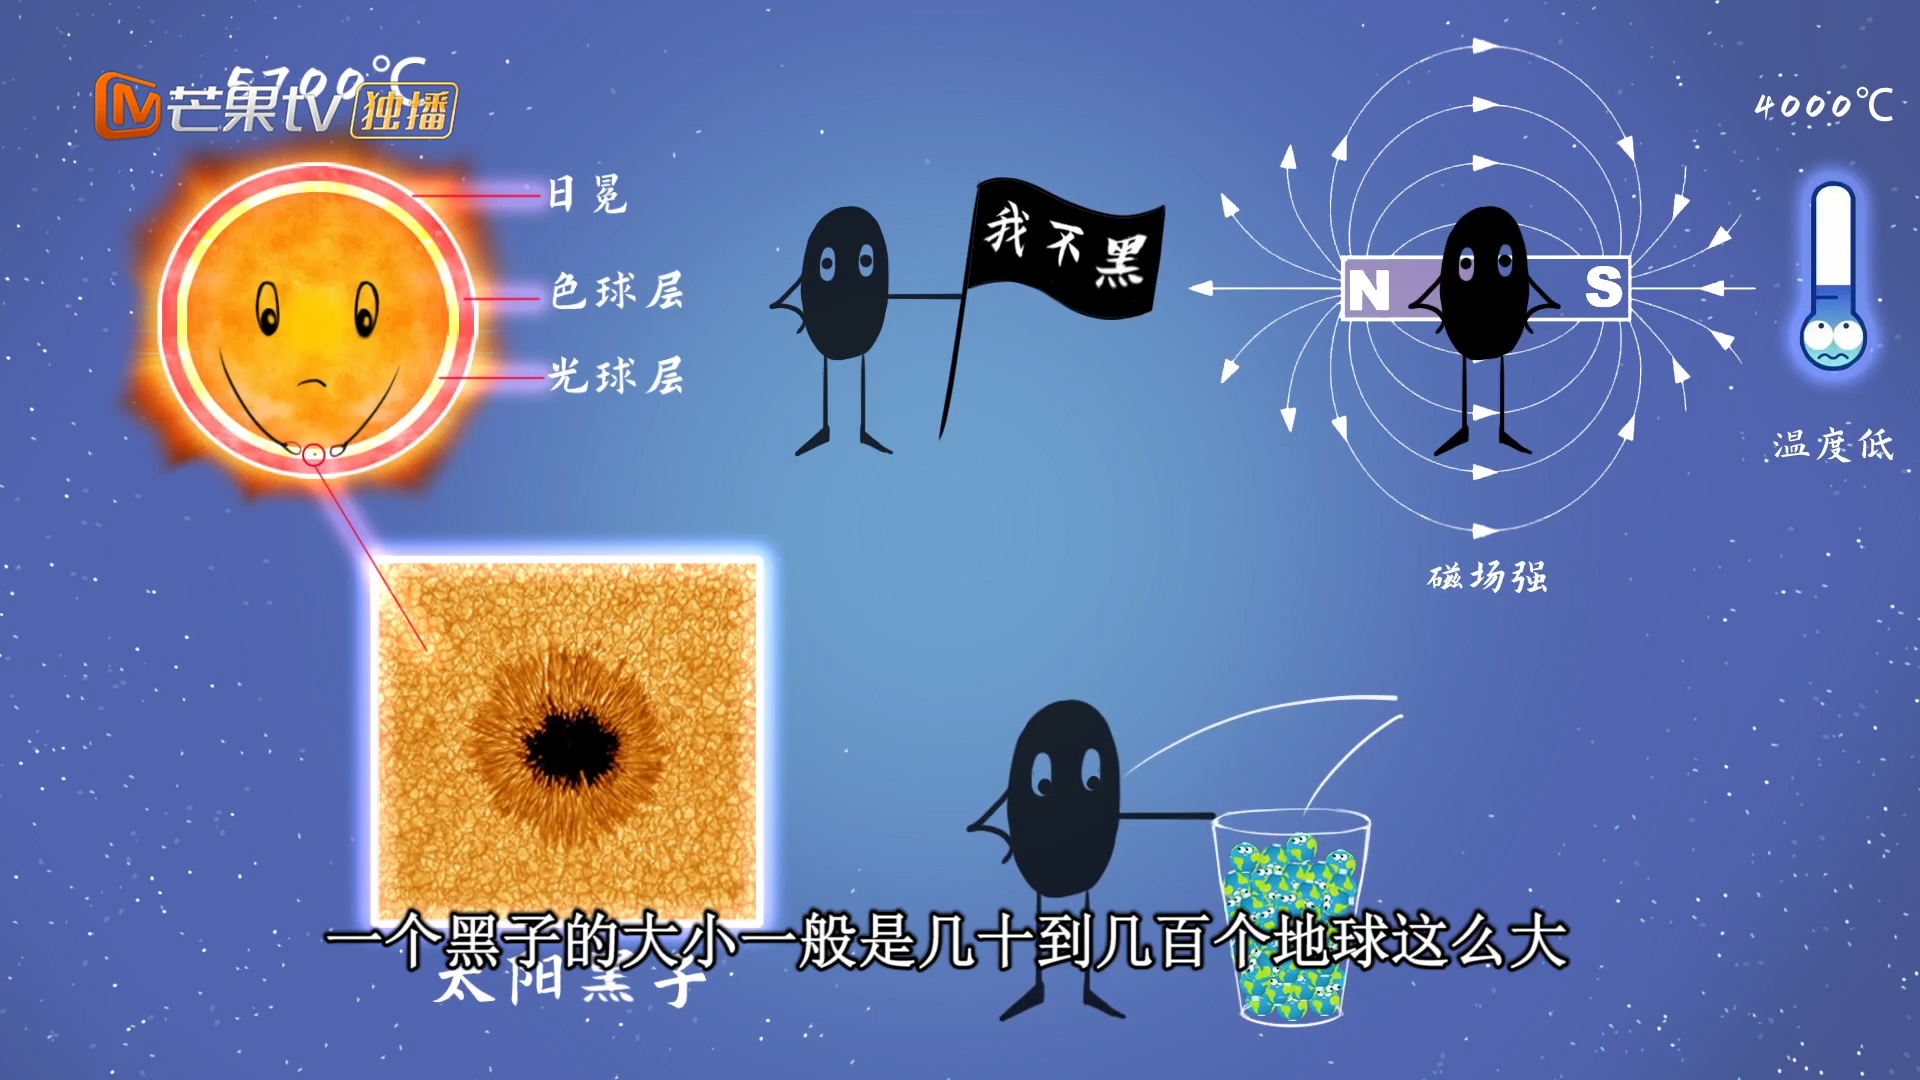 5700℃
芒果tv 独播
4000℃
日冕
色球层
光球层
我不黑
N
S
温度低
磁场强
一个黑子的大小一般是几十到几百个地球这么大
太阳黑子